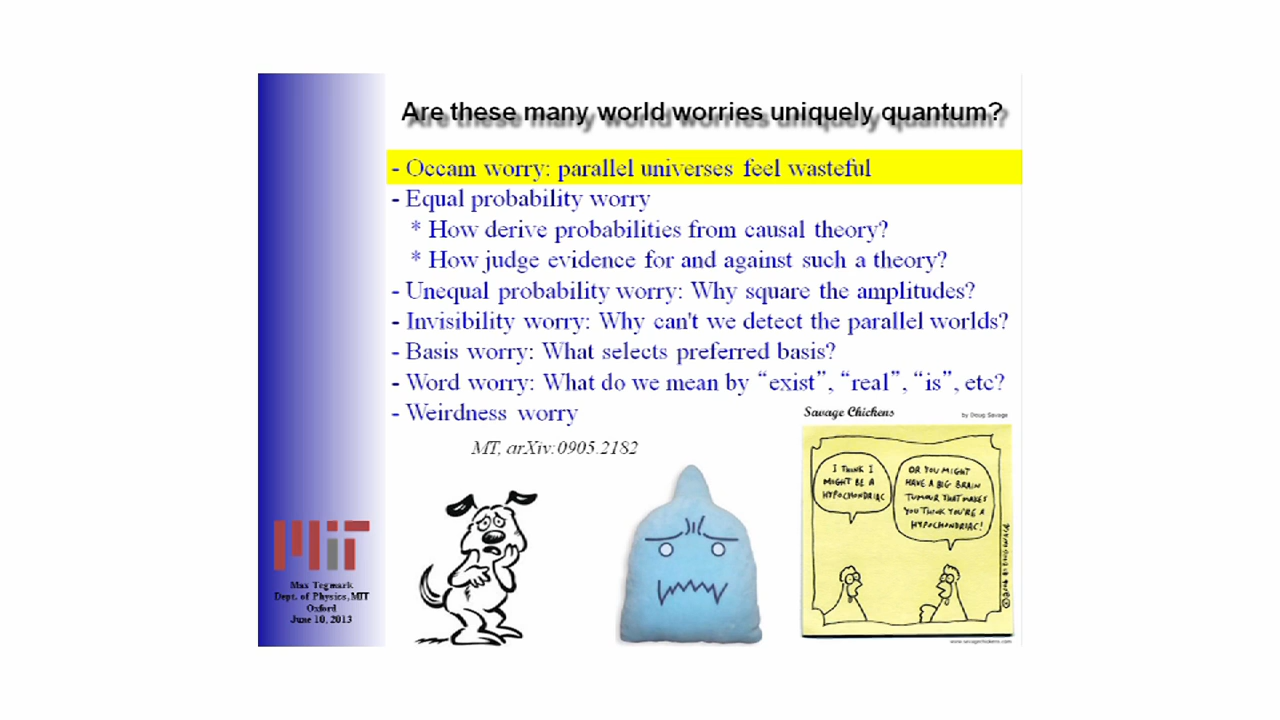 Are these many world worries uniquely quantum?
- Occam worry: parallel universes feel wasteful
- Equal probability worry
* How derive probabilities from causal theory?
* How judge evidence for and against such a theory?
- Unequal probability worry: Why square the amplitudes?
- Invisibility worry: Why can't we detect the parallel worlds?
- Basis worry: What selects preferred basis?
- Word worry: What do we mean by “exist”, “real”, “is”, etc?
- Weirdness worry
MT, arXiv:0905.2182
Savage Chickens
by Doug Savage
I THINK I
MIGHT BE A
HYPOCHONDRIAC
OR YOU MIGHT
HAVE A BIG BRAIN
TUMOUR THAT MAKES
YOU THINK YOU'RE A
HYPOCHONDRIAC!
www.savagechickens.com
MIT
Max Tegmark
Dept. of Physics, MIT
Oxford
June 10, 2013